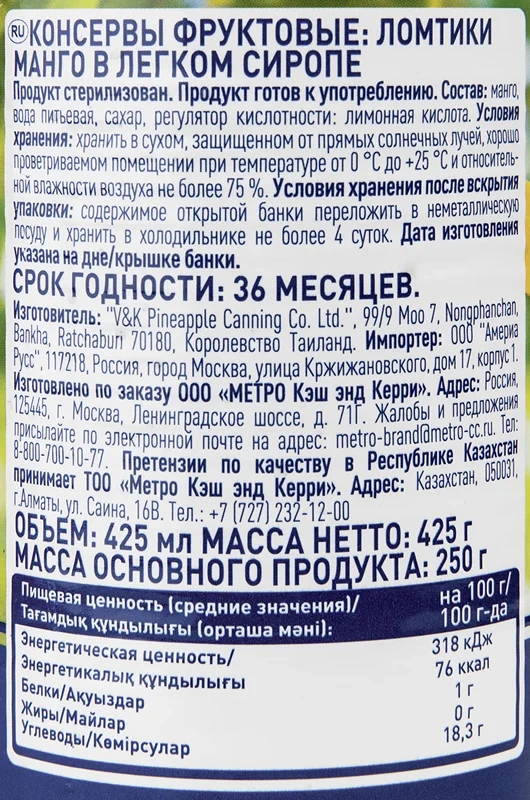 RU КОНСЕРВЫ ФРУКТОВЫЕ: ЛОМТИКИ
МАНГО В ЛЕГКОМ СИРОПЕ
Продукт стерилизован. Продукт готов к употреблению. Состав: манго,
вода питьевая, сахар, регулятор кислотности: лимонная кислота. Условия
хранения: хранить в сухом, защищенном от прямых солнечных лучей, хорошо
проветриваемом помещении при температуре от 0 °С до +25 °С и относитель-
ной влажности воздуха не более 75 %. Условия хранения после вскрытия
упаковки: содержимое открытой банки переложить в неметаллическую
посуду и хранить в холодильнике не более 4 суток. Дата изготовления
указана на дне/крышке банки.
СРОК ГОДНОСТИ: 36 МЕСЯЦЕВ.
Изготовитель: "V&K Pineapple Canning Co. Ltd.", 99/9 Moo 7, Nongphanchan,
Bankha, Ratchaburi 70180, Королевство Таиланд. Импортер: ООО "Америа
Русс", 117218, Россия, город Москва, улица Кржижановского, дом 17, корпус 1.
Изготовлено по заказу ООО «МЕТРО Кэш энд Керри». Адрес: Россия,
125445, г. Москва, Ленинградское шоссе, д. 71Г. Жалобы и предложения
присылайте по электронной почте на адрес: metro-brand@metro-cc.ru. Тел:
8-800-700-10-77. Претензии по качеству в Республике Казахстан
принимает ТОО «Метро Кэш энд Керри». Адрес: Казахстан, 050031,
г.Алматы, ул. Саина, 16В. Тел.: +7 (727) 232-12-00
ОБЪЕМ: 425 мл МАССА НЕТТО: 425 г
МАССА ОСНОВНОГО ПРОДУКТА: 250 г
Пищевая ценность (средние значения)/ на 100 г/
Тағамдық құндылығы (орташа мәні): 100 г-да
Энергетическая ценность/ 318 кДж
Энергетикалық құндылығы 76 ккал
Белки/Ақуыздар 1 г
Жиры/Майлар 0 г
Углеводы/Көмірсулар 18,3 г